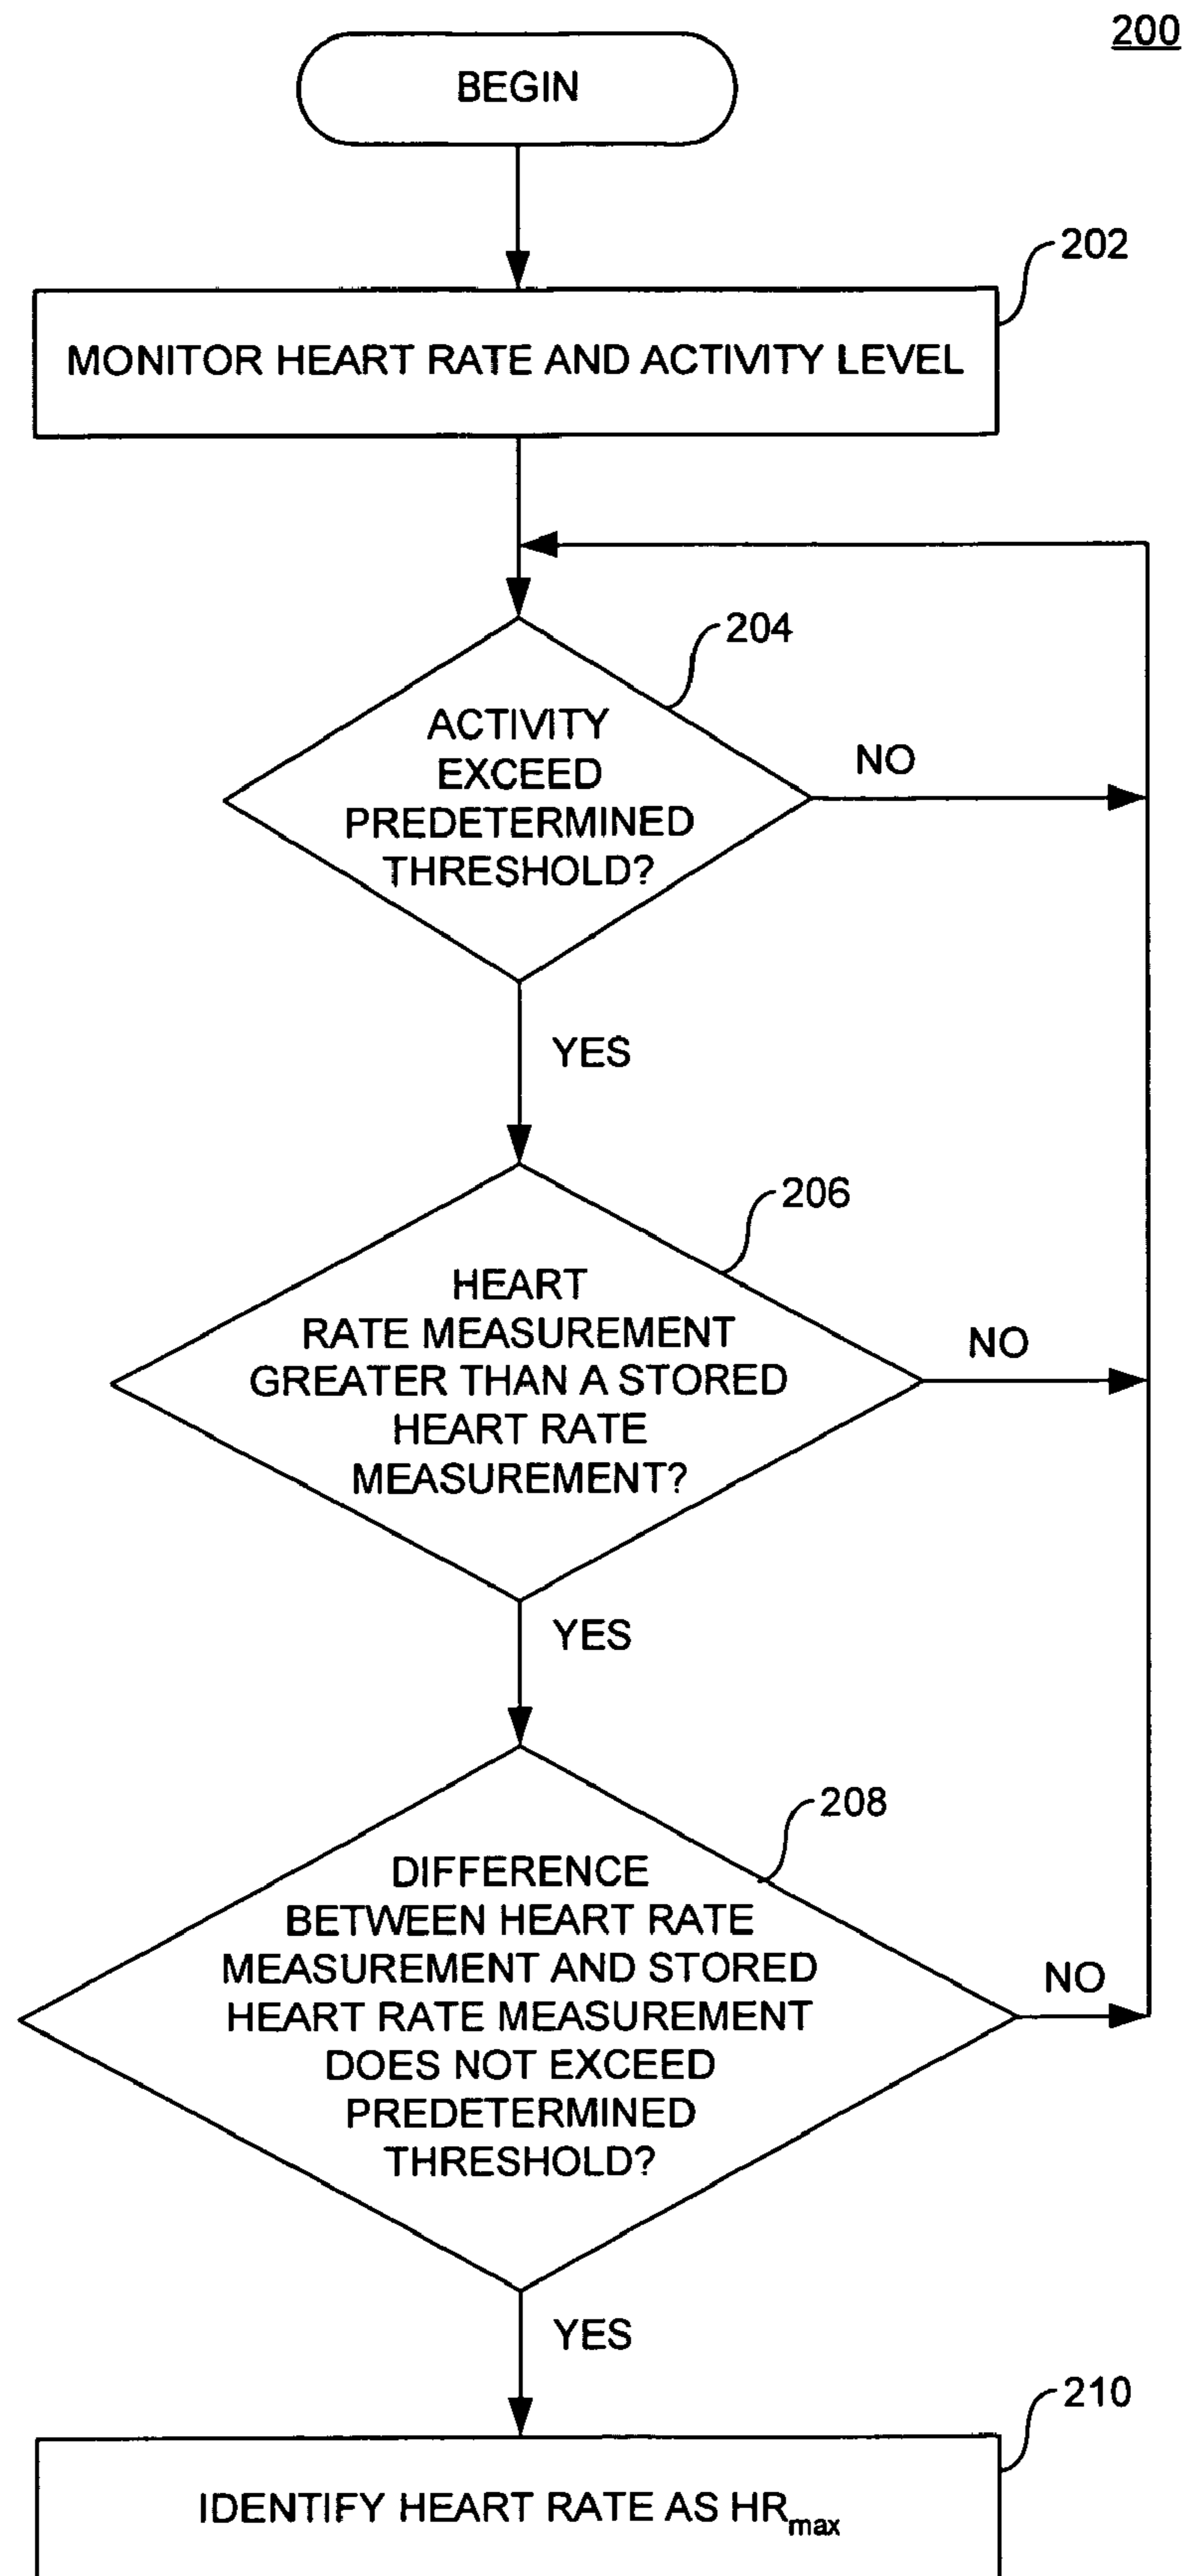 200
BEGIN
202
MONITOR HEART RATE AND ACTIVITY LEVEL
204
ACTIVITY
EXCEED
PREDETERMINED
THRESHOLD?
NO
YES
206
HEART
RATE MEASUREMENT
GREATER THAN A STORED
HEART RATE
MEASUREMENT?
NO
YES
208
DIFFERENCE
BETWEEN HEART RATE
MEASUREMENT AND STORED
HEART RATE MEASUREMENT
DOES NOT EXCEED
PREDETERMINED
THRESHOLD?
NO
YES
210
IDENTIFY HEART RATE AS HRmax